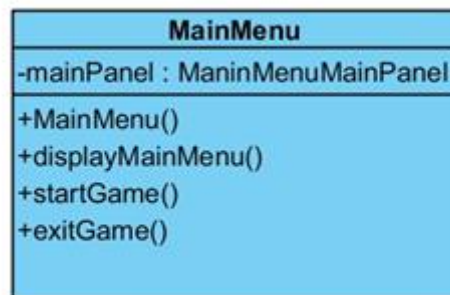 MainMenu
-mainPanel : ManinMenuMainPanel
+MainMenu()
+displayMainMenu()
+startGame()
+exitGame()